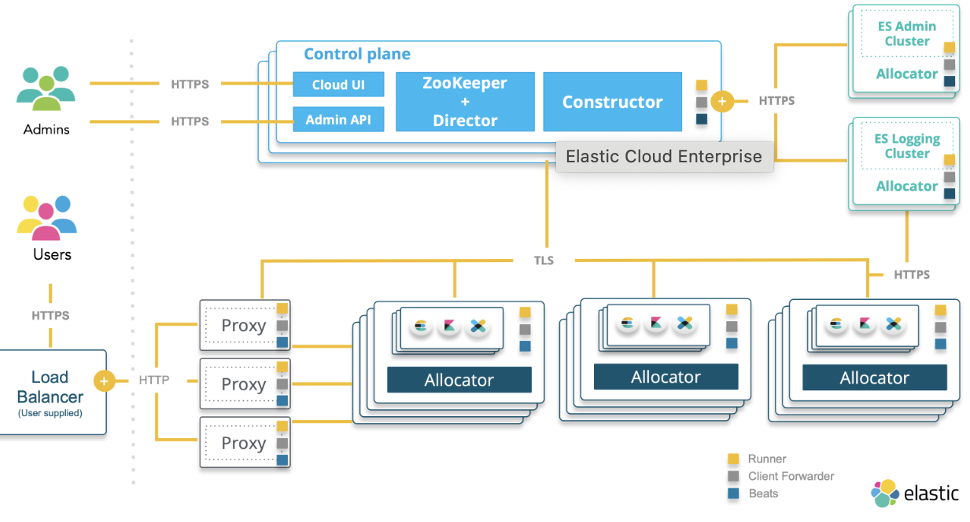 Control plane
Cloud UI
Admin API
ZooKeeper
+
Director
Constructor
+
HTTPS
HTTPS
HTTPS
Admins
Elastic Cloud Enterprise
ES Admin
Cluster
Allocator
ES Logging
Cluster
Allocator
Users
HTTPS
TLS
HTTPS
Load
Balancer
(User supplied)
+
HTTP
Proxy
Proxy
Proxy
Allocator
Allocator
Allocator
Runner
Client Forwarder
Beats
elastic